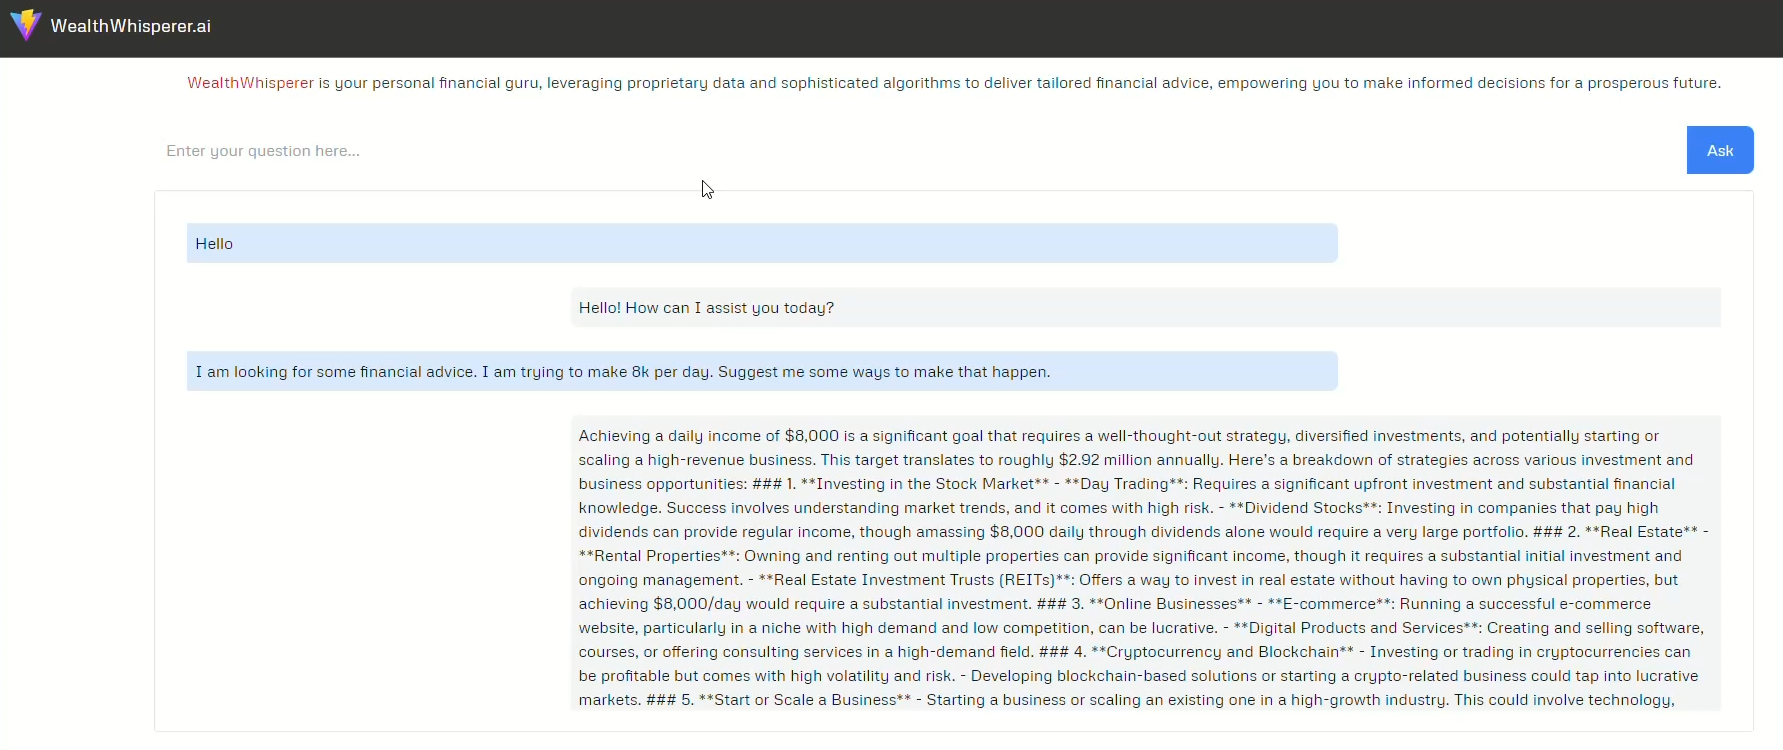 WealthWhisperer.ai
WealthWhisperer is your personal financial guru, leveraging proprietary data and sophisticated algorithms to deliver tailored financial advice, empowering you to make informed decisions for a prosperous future.
Enter your question here...
Ask
Hello
Hello! How can I assist you today?
I am looking for some financial advice. I am trying to make 8k per day. Suggest me some ways to make that happen.
Achieving a daily income of $8,000 is a significant goal that requires a well-thought-out strategy, diversified investments, and potentially starting or
scaling a high-revenue business. This target translates to roughly $2.92 million annually. Here's a breakdown of strategies across various investment and
business opportunities: ### 1. **Investing in the Stock Market** - **Day Trading**: Requires a significant upfront investment and substantial financial
knowledge. Success involves understanding market trends, and it comes with high risk. - **Dividend Stocks**: Investing in companies that pay high
dividends can provide regular income, though amassing $8,000 daily through dividends alone would require a very large portfolio. ### 2. **Real Estate** -
**Rental Properties**: Owning and renting out multiple properties can provide significant income, though it requires a substantial initial investment and
ongoing management. - **Real Estate Investment Trusts (REITs)**: Offers a way to invest in real estate without having to own physical properties, but
achieving $8,000/day would require a substantial investment. ### 3. **Online Businesses** - **E-commerce**: Running a successful e-commerce
website, particularly in a niche with high demand and low competition, can be lucrative. - **Digital Products and Services**: Creating and selling software,
courses, or offering consulting services in a high-demand field. ### 4. **Cryptocurrency and Blockchain** - Investing or trading in cryptocurrencies can
be profitable but comes with high volatility and risk. - Developing blockchain-based solutions or starting a crypto-related business could tap into lucrative
markets. ### 5. **Start or Scale a Business** - Starting a business or scaling an existing one in a high-growth industry. This could involve technology,